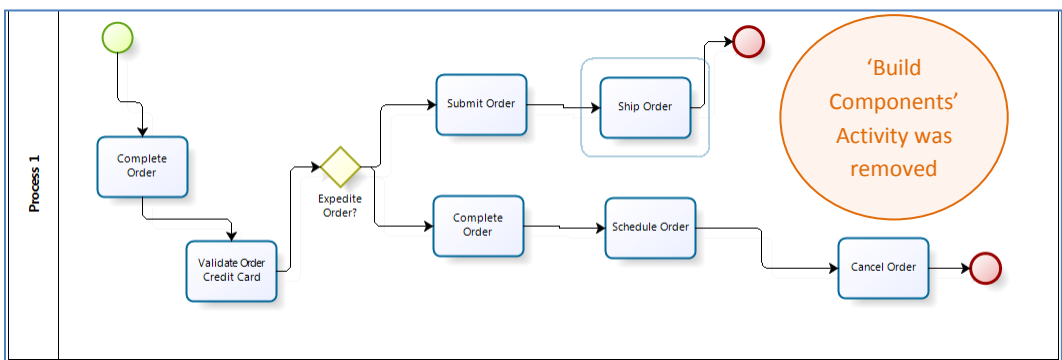 Process 1
Complete
Order
Validate Order
Credit Card
Expedite
Order?
Submit Order
Ship Order
Complete
Order
Schedule Order
Cancel Order
‘Build
Components’
Activity was
removed